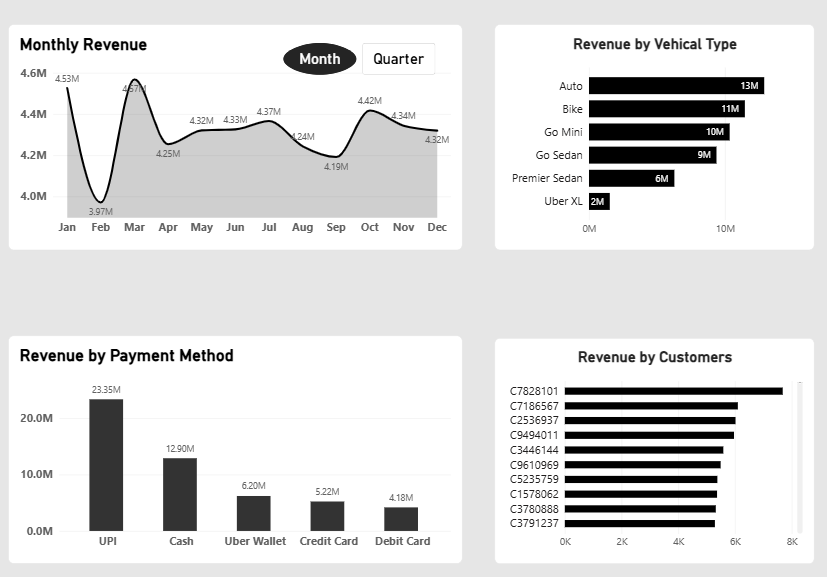 Monthly Revenue
Month
Quarter
4.6M
4.4M
4.2M
4.0M
4.53M
3.97M
4.57M
4.25M
4.32M
4.33M
4.37M
4.24M
4.19M
4.42M
4.34M
4.32M
Jan Feb Mar Apr May Jun Jul Aug Sep Oct Nov Dec
Revenue by Vehical Type
Auto 13M
Bike 11M
Go Mini 10M
Go Sedan 9M
Premier Sedan 6M
Uber XL 2M
0M 10M
Revenue by Payment Method
20.0M
10.0M
0.0M
23.35M
12.90M
6.20M
5.22M
4.18M
UPI Cash Uber Wallet Credit Card Debit Card
Revenue by Customers
C7828101
C7186567
C2536937
C9494011
C3446144
C9610969
C5235759
C1578062
C3780888
C3791237
0K 2K 4K 6K 8K